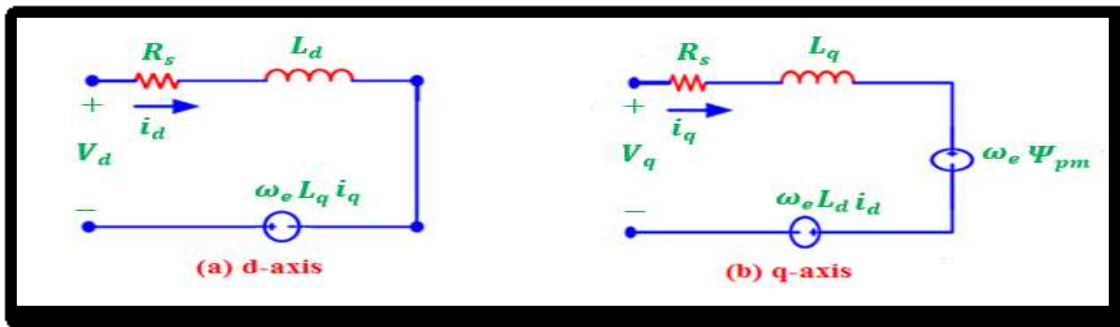 R_s
L_d
+
i_d
V_d
−
ω_e L_q i_q
+ −
(a) d-axis
R_s
L_q
+
i_q
V_q
−
+
ω_e Ψ_pm
−
ω_e L_d i_d
− +
(b) q-axis